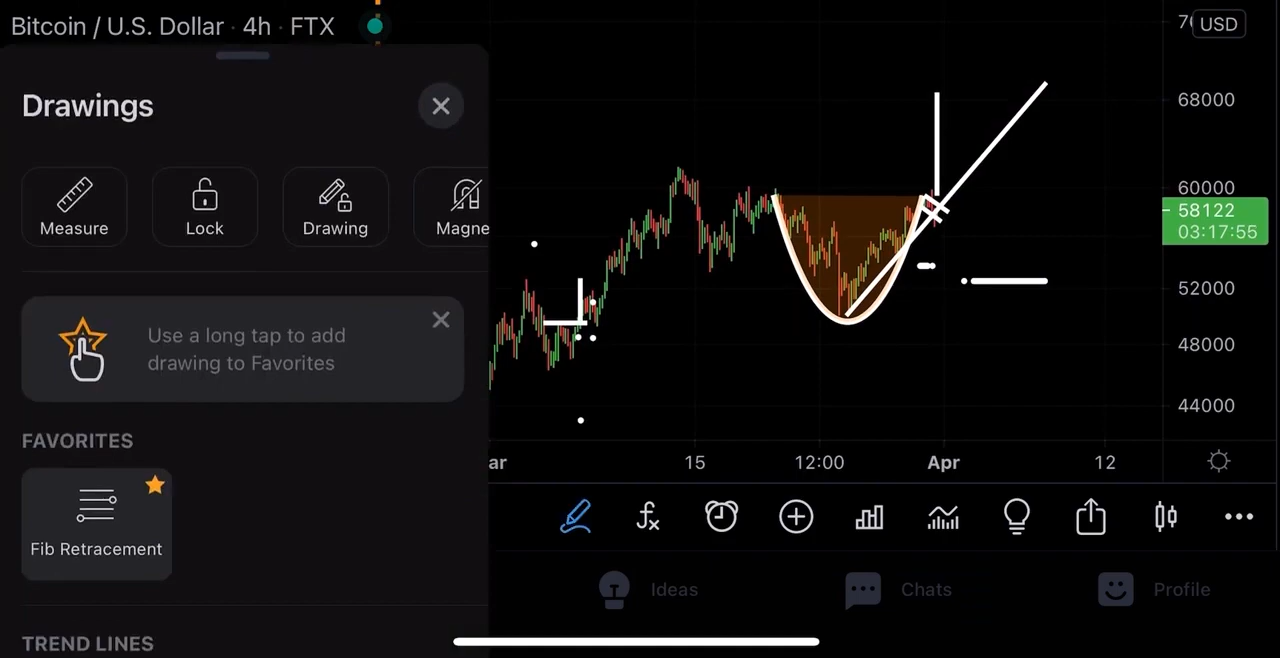 Bitcoin / U.S. Dollar · 4h · FTX
Drawings
Measure
Lock
Drawing
Magne
Use a long tap to add
drawing to Favorites
FAVORITES
Fib Retracement
TREND LINES
USD
68000
60000
58122
03:17:55
52000
48000
44000
ar
15
12:00
Apr
12
Ideas
Chats
Profile